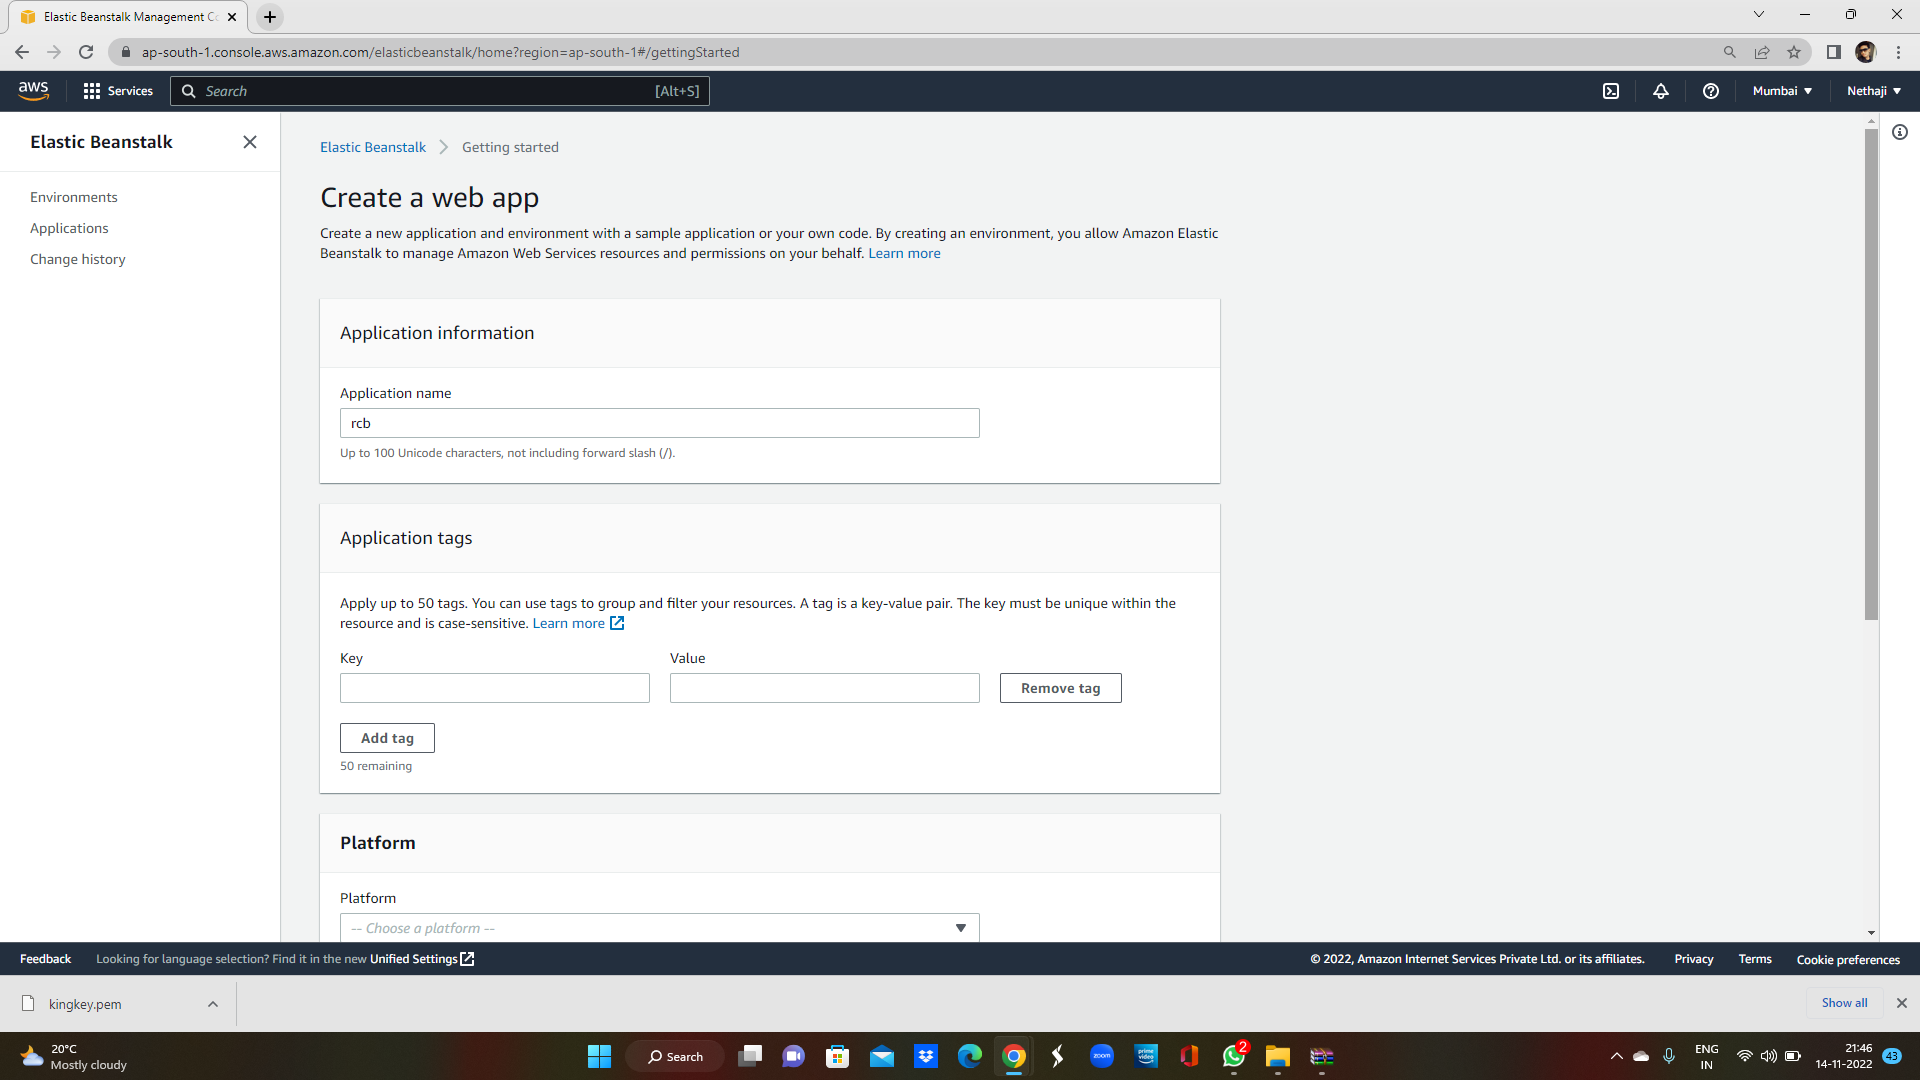 Elastic Beanstalk Management Co
ap-south-1.console.aws.amazon.com/elasticbeanstalk/home?region=ap-south-1#/gettingStarted
aws
Services
Search
[Alt+S]
Mumbai
Nethaji
Elastic Beanstalk
Environments
Applications
Change history
Elastic Beanstalk
Getting started
Create a web app
Create a new application and environment with a sample application or your own code. By creating an environment, you allow Amazon Elastic
Beanstalk to manage Amazon Web Services resources and permissions on your behalf. Learn more
Application information
Application name
rcb
Up to 100 Unicode characters, not including forward slash (/).
Application tags
Apply up to 50 tags. You can use tags to group and filter your resources. A tag is a key-value pair. The key must be unique within the
resource and is case-sensitive. Learn more
Key
Value
Remove tag
Add tag
50 remaining
Platform
Platform
-- Choose a platform --
Feedback
Looking for language selection? Find it in the new Unified Settings
© 2022, Amazon Internet Services Private Ltd. or its affiliates.
Privacy
Terms
Cookie preferences
kingkey.pem
Show all
20°C
Mostly cloudy
Search
zoom
prime
video
2
ENG
IN
21:46
14-11-2022
43